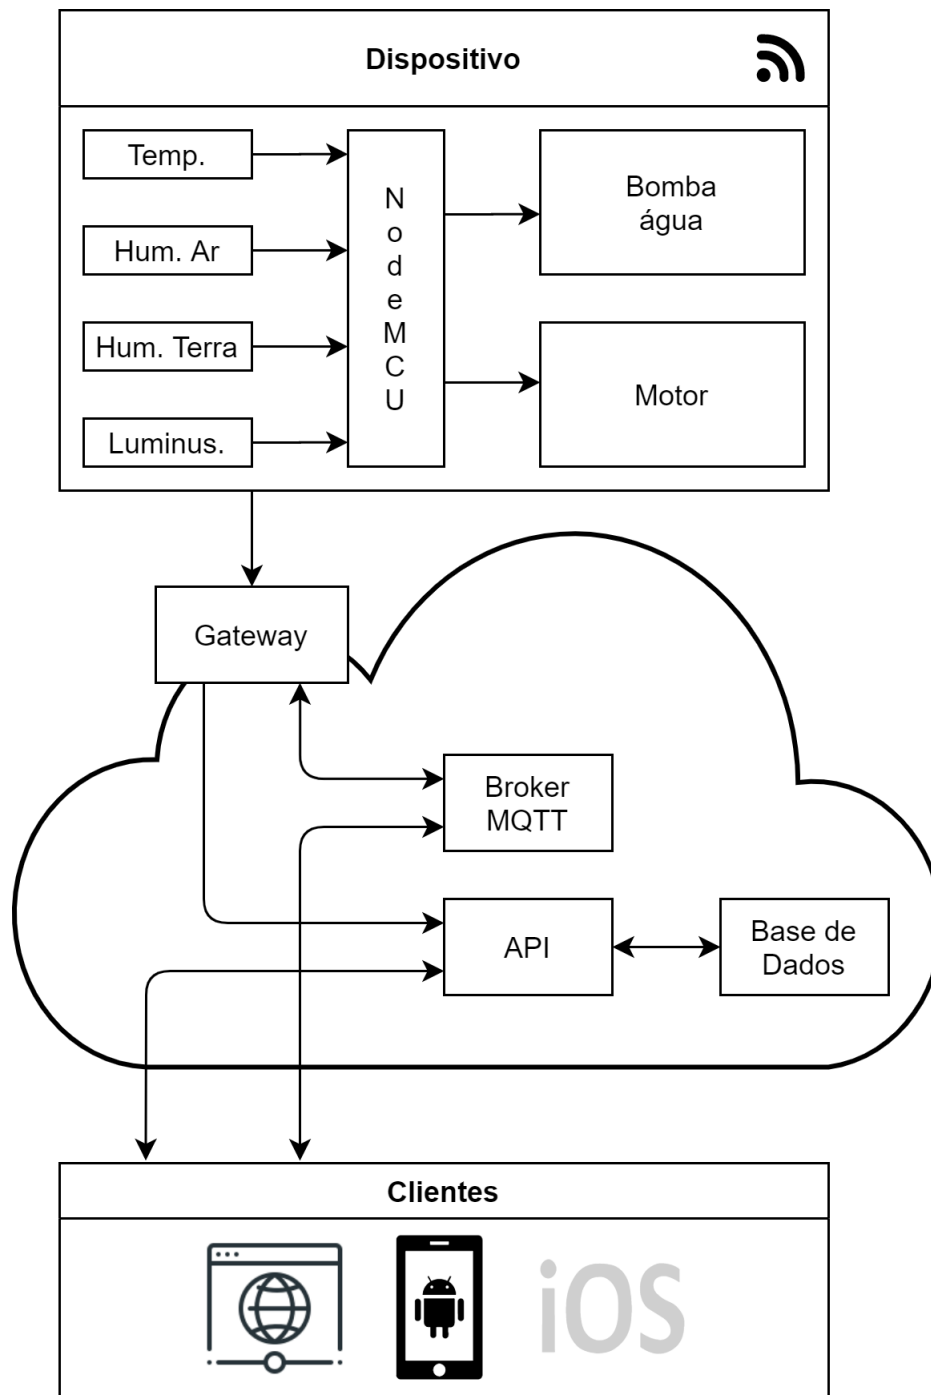 Dispositivo
Temp.
Hum. Ar
Hum. Terra
Luminus.
NodeMCU
Bomba
água
Motor
Gateway
Broker
MQTT
API
Base de
Dados
Clientes
iOS